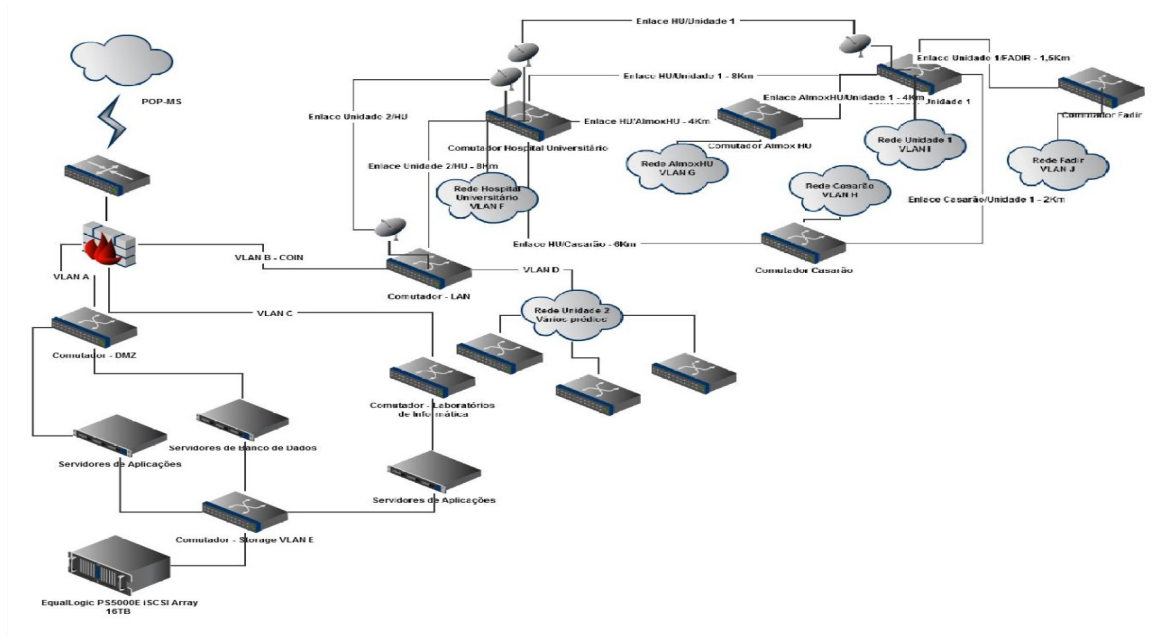 Enlace HU/Unidade 1
POP-MS
Enlace Unidade 1/FADIR - 1,5Km
Enlace HU/Unidade 1 - 8Km
Enlace AlmoxHU/Unidade 1 - 4Km
Unidade 1
Comutador Fadir
Enlace Unidade 2/HU
Enlace HU/AlmoxHU - 4Km
Comutador Hospital Universitário
Comutador Almox HU
Rede Unidade 1
VLAN I
Enlace Unidade 2/HU - 8Km
Rede AlmoxHU
VLAN G
Rede Fadir
VLAN J
Rede Hospital
Universitário
VLAN F
Rede Casarão
VLAN H
Enlace Casarão/Unidade 1 - 2Km
Enlace HU/Casarão - 6Km
VLAN A
VLAN B - COIN
VLAN D
Comutador Casarão
Comutador - LAN
VLAN C
Rede Unidade 2
Vários prédios
Comutador - DMZ
Comutador - Laboratórios
de Informática
Servidores de Banco de Dados
Servidores de Aplicações
Servidores de Aplicações
Comutador - Storage VLAN E
EqualLogic PS5000E iSCSI Array
16TB